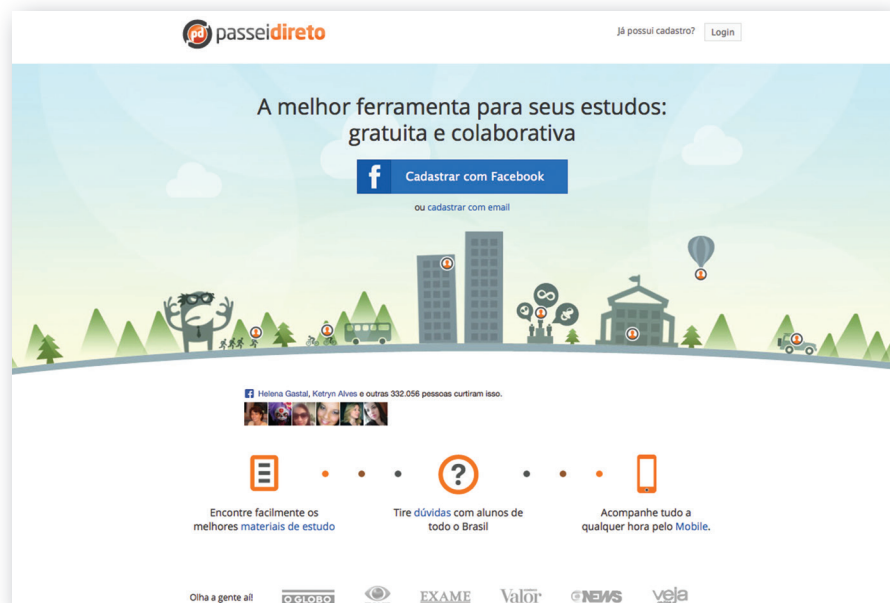 pd passeidireto
Já possui cadastro? Login
A melhor ferramenta para seus estudos:
gratuita e colaborativa
f Cadastrar com Facebook
ou cadastrar com email
f Helena Gastal, Ketryn Alves e outras 332.056 pessoas curtiram isso.
?
Encontre facilmente os
melhores materiais de estudo
Tire dúvidas com alunos de
todo o Brasil
Acompanhe tudo a
qualquer hora pelo Mobile.
Olha a gente aí! O GLOBO EXAME Valor GNEWS veja